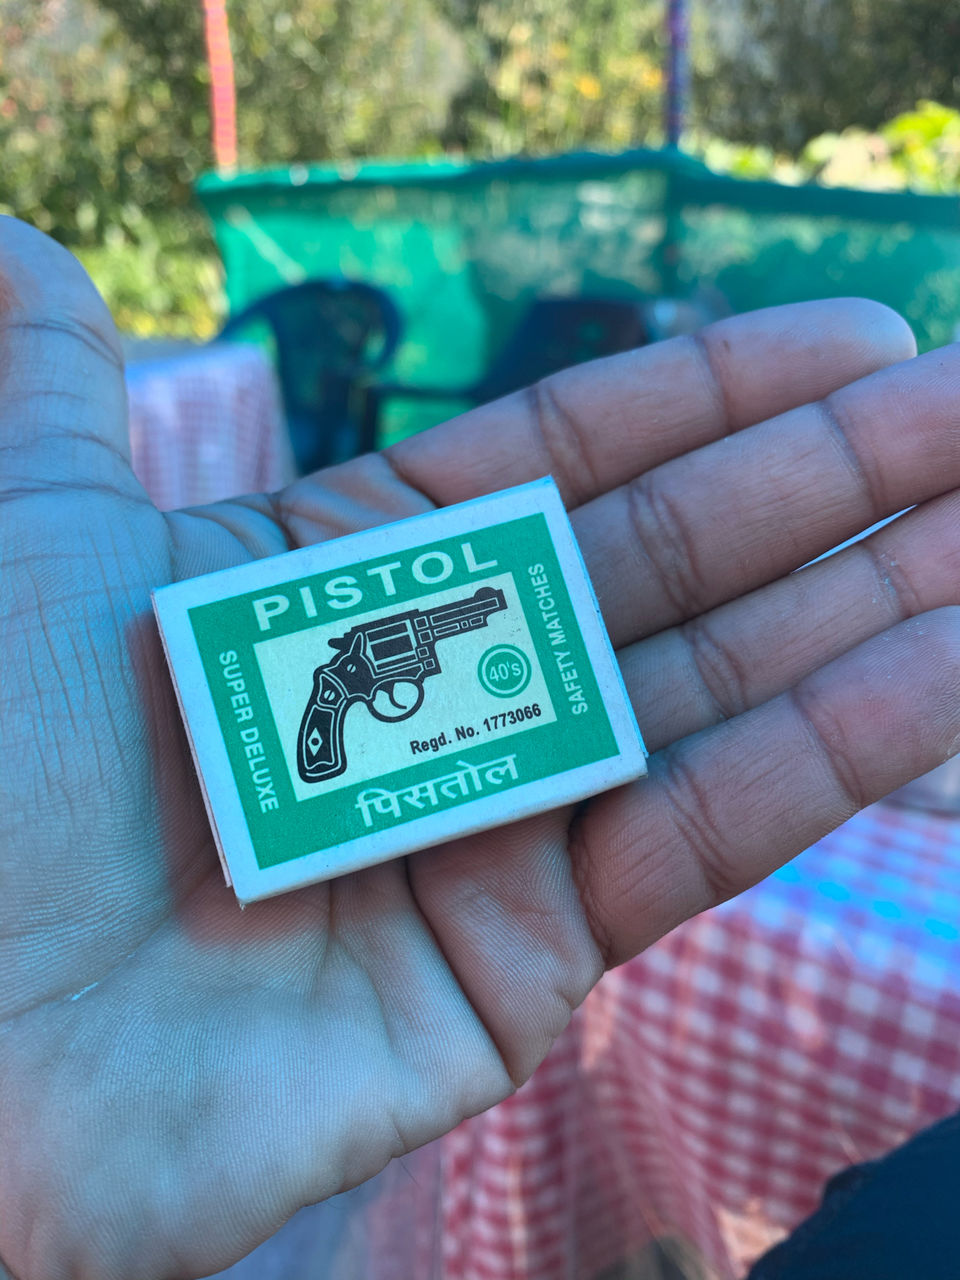 PISTOL
SUPER DELUXE
SAFETY MATCHES
40's
Regd. No. 1773066
पिसतोल